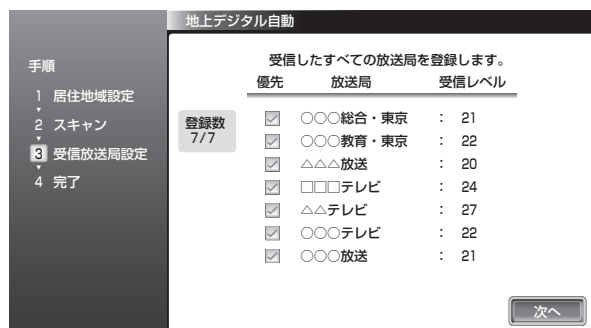 地上デジタル自動
手順
1 居住地域設定
2 スキャン
3 受信放送局設定
4 完了
受信したすべての放送局を登録します。
優先 放送局 受信レベル
登録数
7/7
○○○総合・東京 : 21
○○○教育・東京 : 22
△△△放送 : 20
□□□テレビ : 24
△△テレビ : 27
○○○テレビ : 22
○○○放送 : 21
次へ